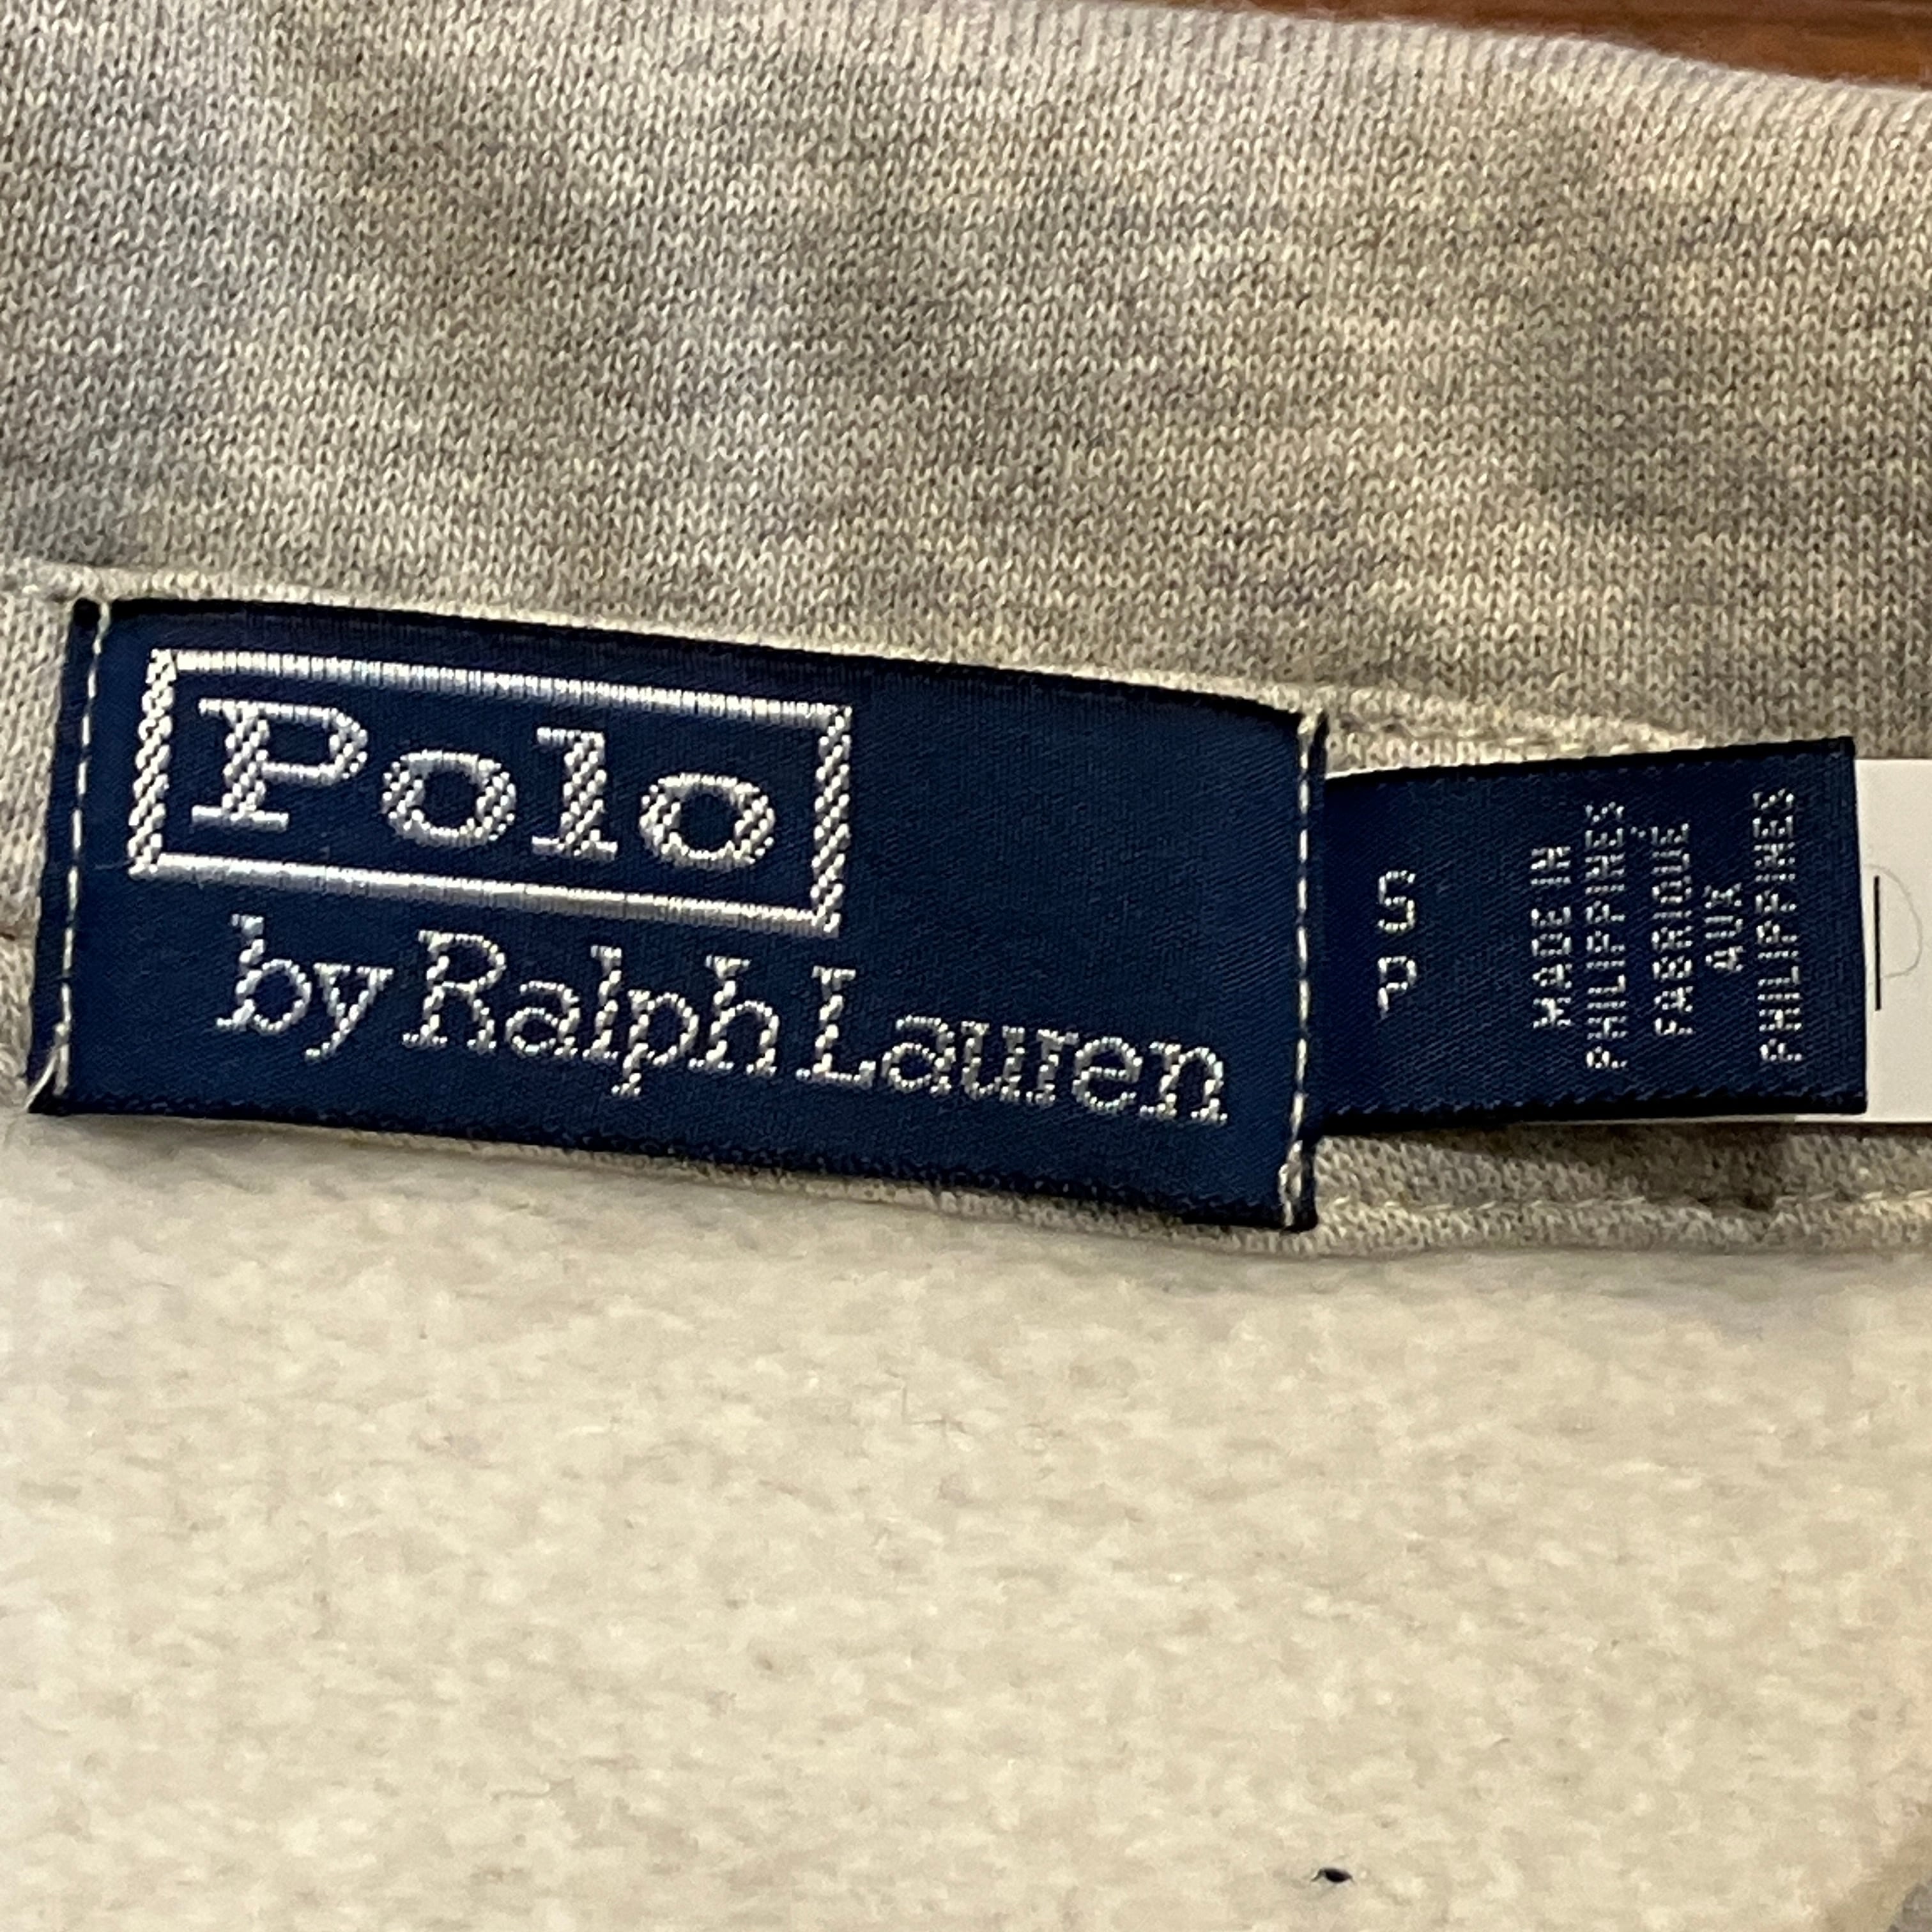 Polo
by Ralph Lauren
S
P
MADE IN
PHILIPPINES
FABRIQUÉ
AUX
PHILIPPINES